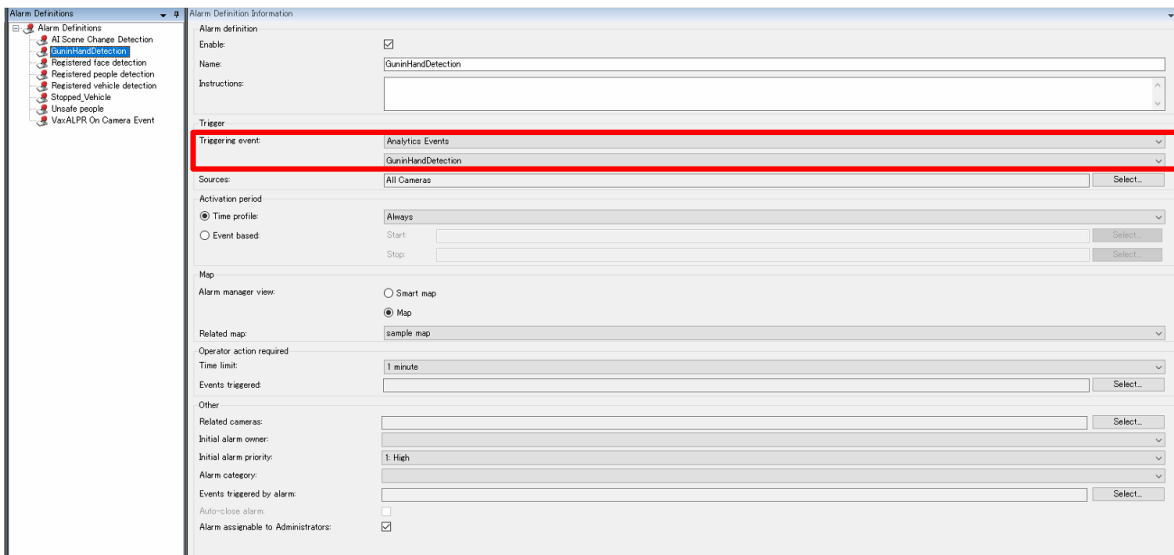 Alarm Definitions
Alarm Definitions
AI Scene Change Detection
GuninHandDetection
Registered face detection
Registered people detection
Registered vehicle detection
Stopped_Vehicle
Unsafe people
VaxALPR On Camera Event
Alarm Definition Information
Alarm definition
Enable:
Name: GuninHandDetection
Instructions:
Trigger
Triggering event: Analytics Events
GuninHandDetection
Sources: All Cameras Select...
Activation period
Time profile: Always
Event based: Start: Select...
Stop: Select...
Map
Alarm manager view: Smart map
Map
Related map: sample map
Operator action required
Time limit: 1 minute
Events triggered: Select...
Other
Related cameras: Select...
Initial alarm owner:
Initial alarm priority: 1: High
Alarm category:
Events triggered by alarm: Select...
Auto-close alarm:
Alarm assignable to Administrators: